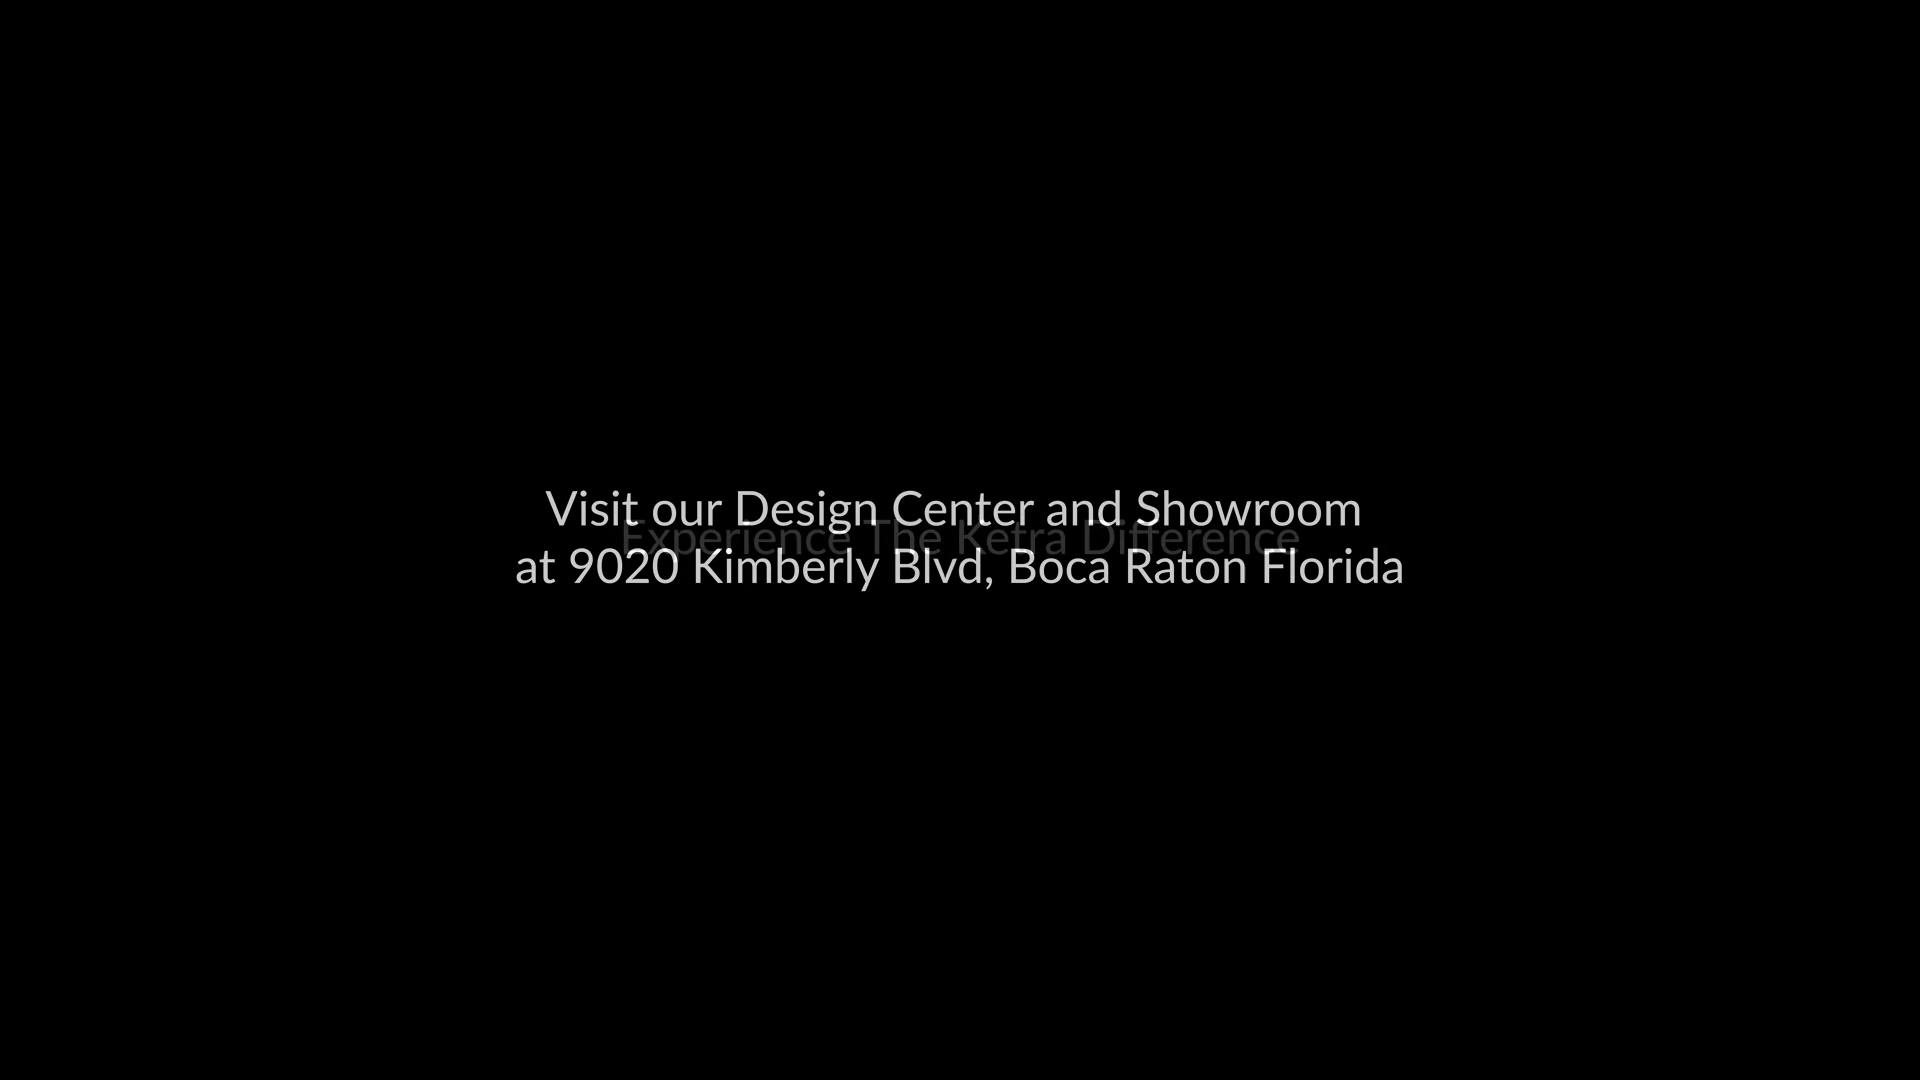 Visit our Design Center and Showroom
Experience The Ketra Difference
at 9020 Kimberly Blvd, Boca Raton Florida